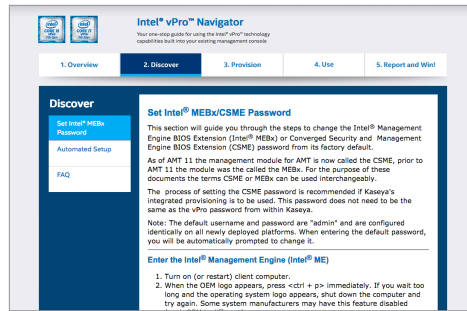 Intel® vPro™ Navigator
Your one-stop guide for using the Intel® vPro™ technology
capabilities built into your existing management console
1. Overview
2. Discover
3. Provision
4. Use
5. Report and Win!
Discover
Set Intel® MEBx
Password
Automated Setup
FAQ
Set Intel® MEBx/CSME Password
This section will guide you through the steps to change the Intel® Management
Engine BIOS Extension (Intel® MEBx) or Converged Security and Management
Engine BIOS Extension (CSME) password from its factory default.
As of AMT 11 the management module for AMT is now called the CSME, prior to
AMT 11 the module was the called the MEBx. For the purpose of these
documents the terms CSME or MEBx can be used interchangeably.
The process of setting the CSME password is recommended if Kaseya's
integrated provisioning is to be used. This password does not need to be the
same as the vPro password from within Kaseya.
Note: The default username and password are "admin" and are configured
identically on all newly deployed platforms. When entering the default password,
you will be automatically prompted to change it.
Enter the Intel® Management Engine (Intel® ME)
1. Turn on (or restart) client computer.
2. When the OEM logo appears, press <ctrl + p> immediately. If you wait too
long and the operating system logo appears, shut down the computer and
try again. Some system manufacturers may have this feature disabled